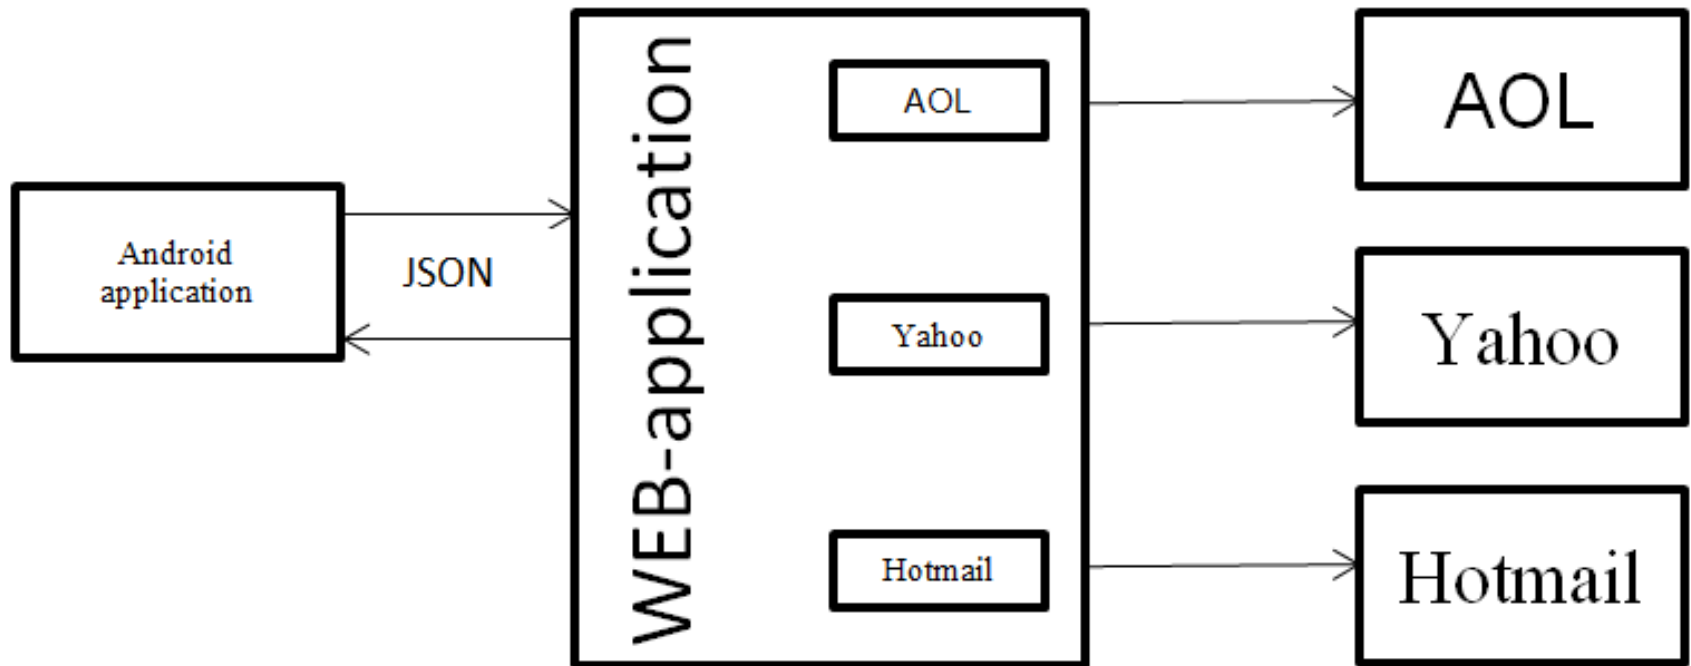 Android
application
JSON
WEB-application
AOL
Yahoo
Hotmail
AOL
Yahoo
Hotmail